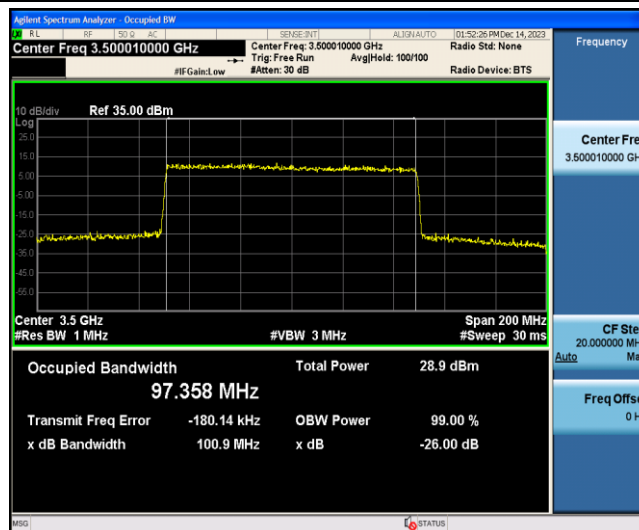 Agilent Spectrum Analyzer - Occupied BW
RL RF 50 Ω AC SENSE:INT ALIGN AUTO 01:52:26 PM Dec 14, 2023
Center Freq 3.500010000 GHz Center Freq: 3.500010000 GHz Radio Std: None
Trig: Free Run Avg|Hold: 100/100
#IFGain:Low #Atten: 30 dB Radio Device: BTS
10 dB/div Ref 35.00 dBm
Log
25.0
15.0
5.00
-5.00
-15.0
-25.0
-35.0
-45.0
-55.0
Center 3.5 GHz Span 200 MHz
#Res BW 1 MHz #VBW 3 MHz #Sweep 30 ms
Occupied Bandwidth Total Power 28.9 dBm
97.358 MHz
Transmit Freq Error -180.14 kHz OBW Power 99.00 %
x dB Bandwidth 100.9 MHz x dB -26.00 dB
MSG STATUS
Frequency
Center Fre
3.500010000 GH
CF Ste
20.000000 MH
Auto Ma
Freq Offse
0 H